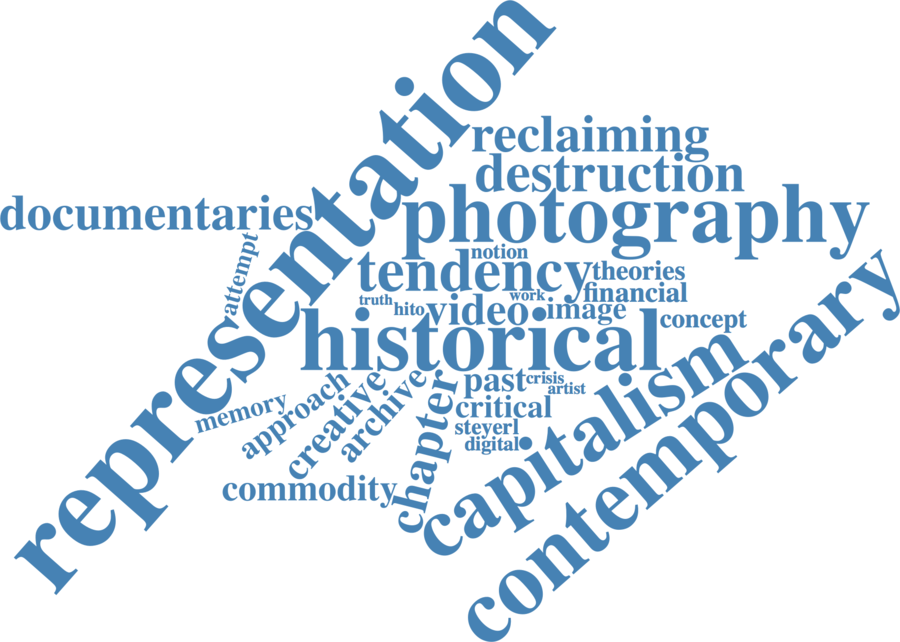 representation
reclaiming
destruction
documentaries
photography
attempt
notion
tendency
theories
financial
truth
hito
video
work
image
historical
concept
contemporary
capitalism
past
crisis
artist
memory
approach
creative
archive
chapter
critical
steyerl
digital
commodity